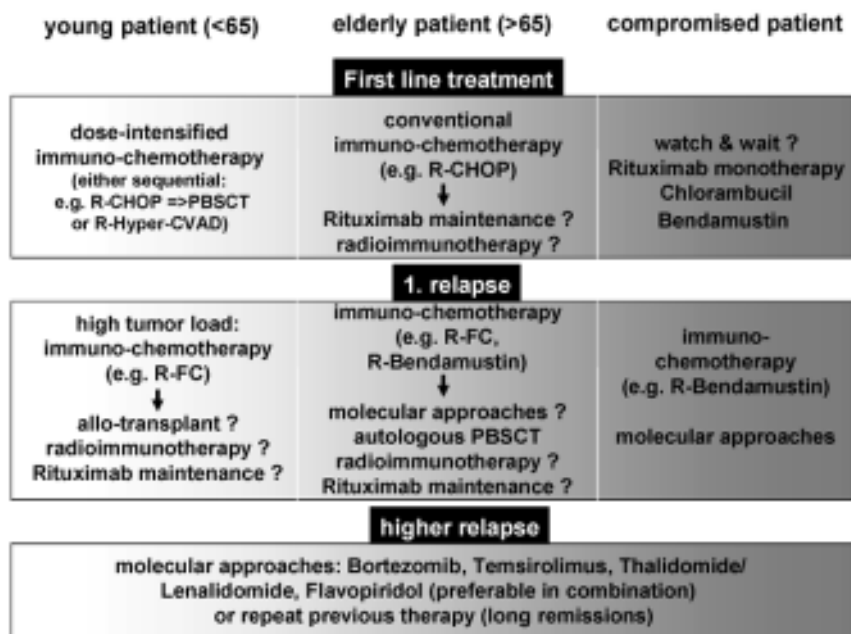 young patient (<65)
elderly patient (>65)
compromised patient
First line treatment
dose-intensified
immuno-chemotherapy
(either sequential:
e.g. R-CHOP =>PBSCT
or R-Hyper-CVAD)
conventional
immuno-chemotherapy
(e.g. R-CHOP)
Rituximab maintenance ?
radioimmunotherapy ?
watch & wait ?
Rituximab monotherapy
Chlorambucil
Bendamustin
1. relapse
high tumor load:
immuno-chemotherapy
(e.g. R-FC)
allo-transplant ?
radioimmunotherapy ?
Rituximab maintenance ?
immuno-chemotherapy
(e.g. R-FC,
R-Bendamustin)
molecular approaches ?
autologous PBSCT
radioimmunotherapy ?
Rituximab maintenance ?
immuno-
chemotherapy
(e.g. R-Bendamustin)
molecular approaches
higher relapse
molecular approaches: Bortezomib, Temsirolimus, Thalidomide/
Lenalidomide, Flavopiridol (preferable in combination)
or repeat previous therapy (long remissions)